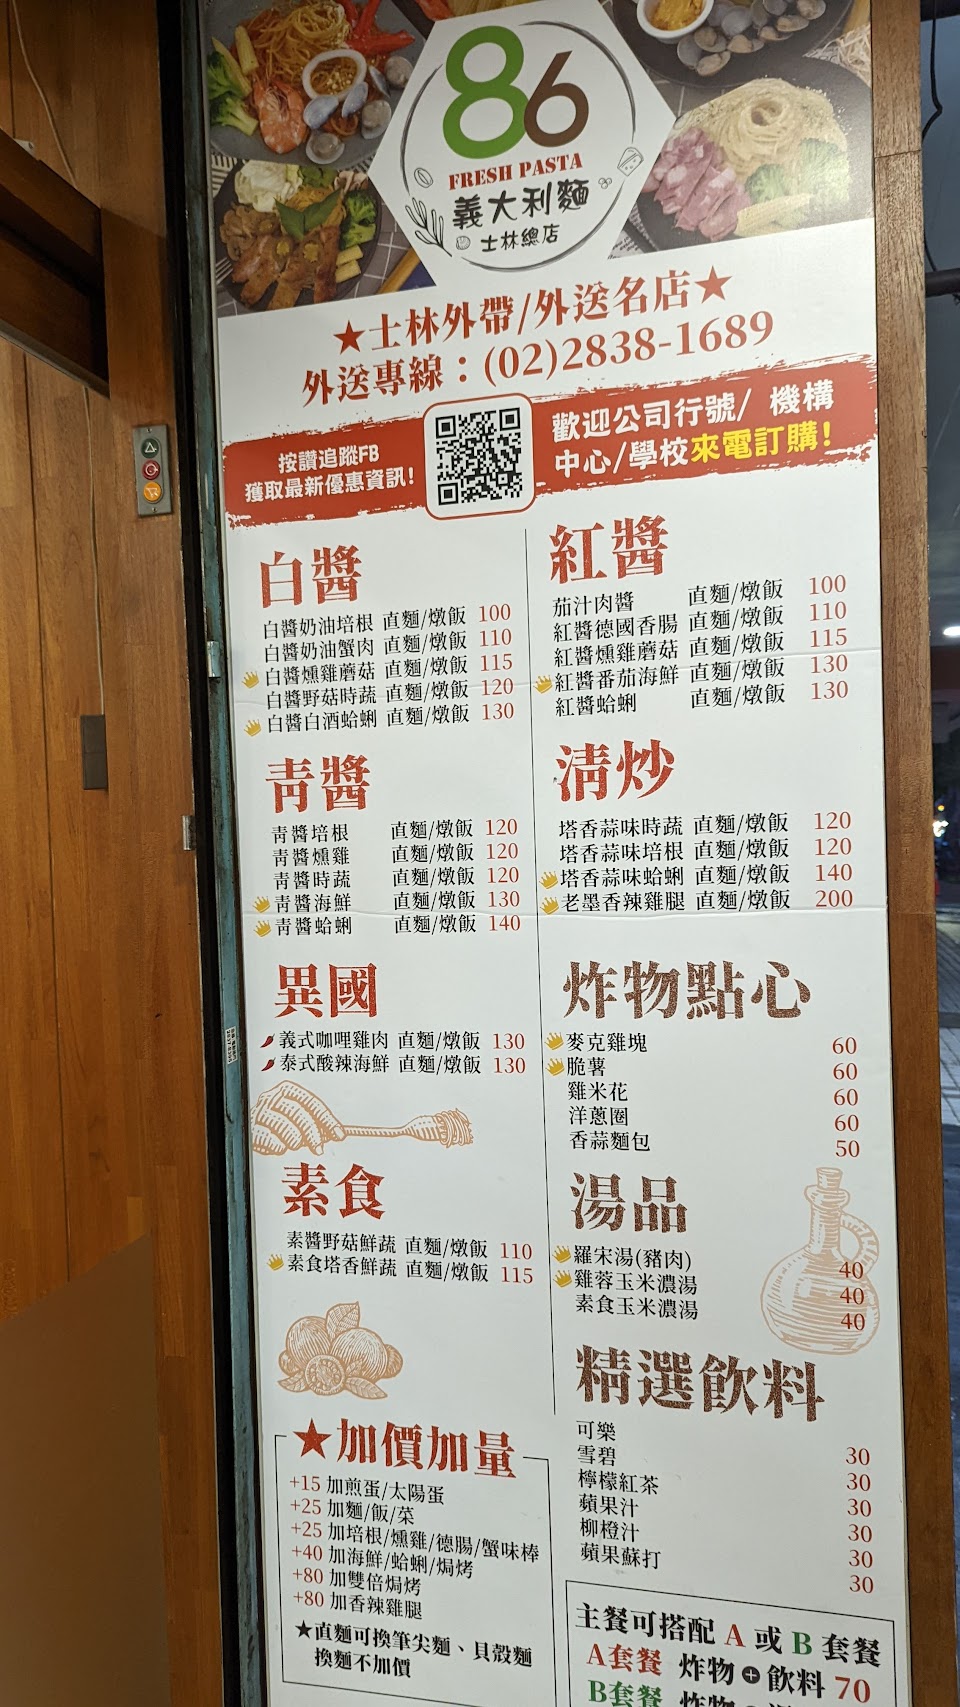 86
FRESH PASTA
義大利麵
士林總店
★士林外帶/外送名店★
外送專線：(02)2838-1689
按讚追蹤FB
獲取最新優惠資訊!
歡迎公司行號/ 機構
中心/學校來電訂購!
白醬
白醬奶油培根 直麵/燉飯 100
白醬奶油蟹肉 直麵/燉飯 110
白醬燻雞蘑菇 直麵/燉飯 115
白醬野菇時蔬 直麵/燉飯 120
白醬白酒蛤蜊 直麵/燉飯 130
紅醬
茄汁肉醬 直麵/燉飯 100
紅醬德國香腸 直麵/燉飯 110
紅醬燻雞蘑菇 直麵/燉飯 115
紅醬番茄海鮮 直麵/燉飯 130
紅醬蛤蜊 直麵/燉飯 130
青醬
青醬培根 直麵/燉飯 120
青醬燻雞 直麵/燉飯 120
青醬時蔬 直麵/燉飯 120
青醬海鮮 直麵/燉飯 130
青醬蛤蜊 直麵/燉飯 140
清炒
塔香蒜味時蔬 直麵/燉飯 120
塔香蒜味培根 直麵/燉飯 120
塔香蒜味蛤蜊 直麵/燉飯 140
老墨香辣雞腿 直麵/燉飯 200
異國
義式咖哩雞肉 直麵/燉飯 130
泰式酸辣海鮮 直麵/燉飯 130
炸物點心
麥克雞塊 60
脆薯 60
雞米花 60
洋蔥圈 60
香蒜麵包 50
素食
素醬野菇鮮蔬 直麵/燉飯 110
素食塔香鮮蔬 直麵/燉飯 115
湯品
羅宋湯(豬肉) 40
雞蓉玉米濃湯 40
素食玉米濃湯 40
精選飲料
可樂 30
雪碧 30
檸檬紅茶 30
蘋果汁 30
柳橙汁 30
蘋果蘇打 30
★加價加量
+15 加煎蛋/太陽蛋
+25 加麵/飯/菜
+25 加培根/燻雞/德腸/蟹味棒
+40 加海鮮/蛤蜊/焗烤
+80 加雙倍焗烤
+80 加香辣雞腿
★直麵可換筆尖麵、貝殼麵
換麵不加價
主餐可搭配 A 或 B 套餐
A套餐 炸物+飲料 70
B套餐 炸物